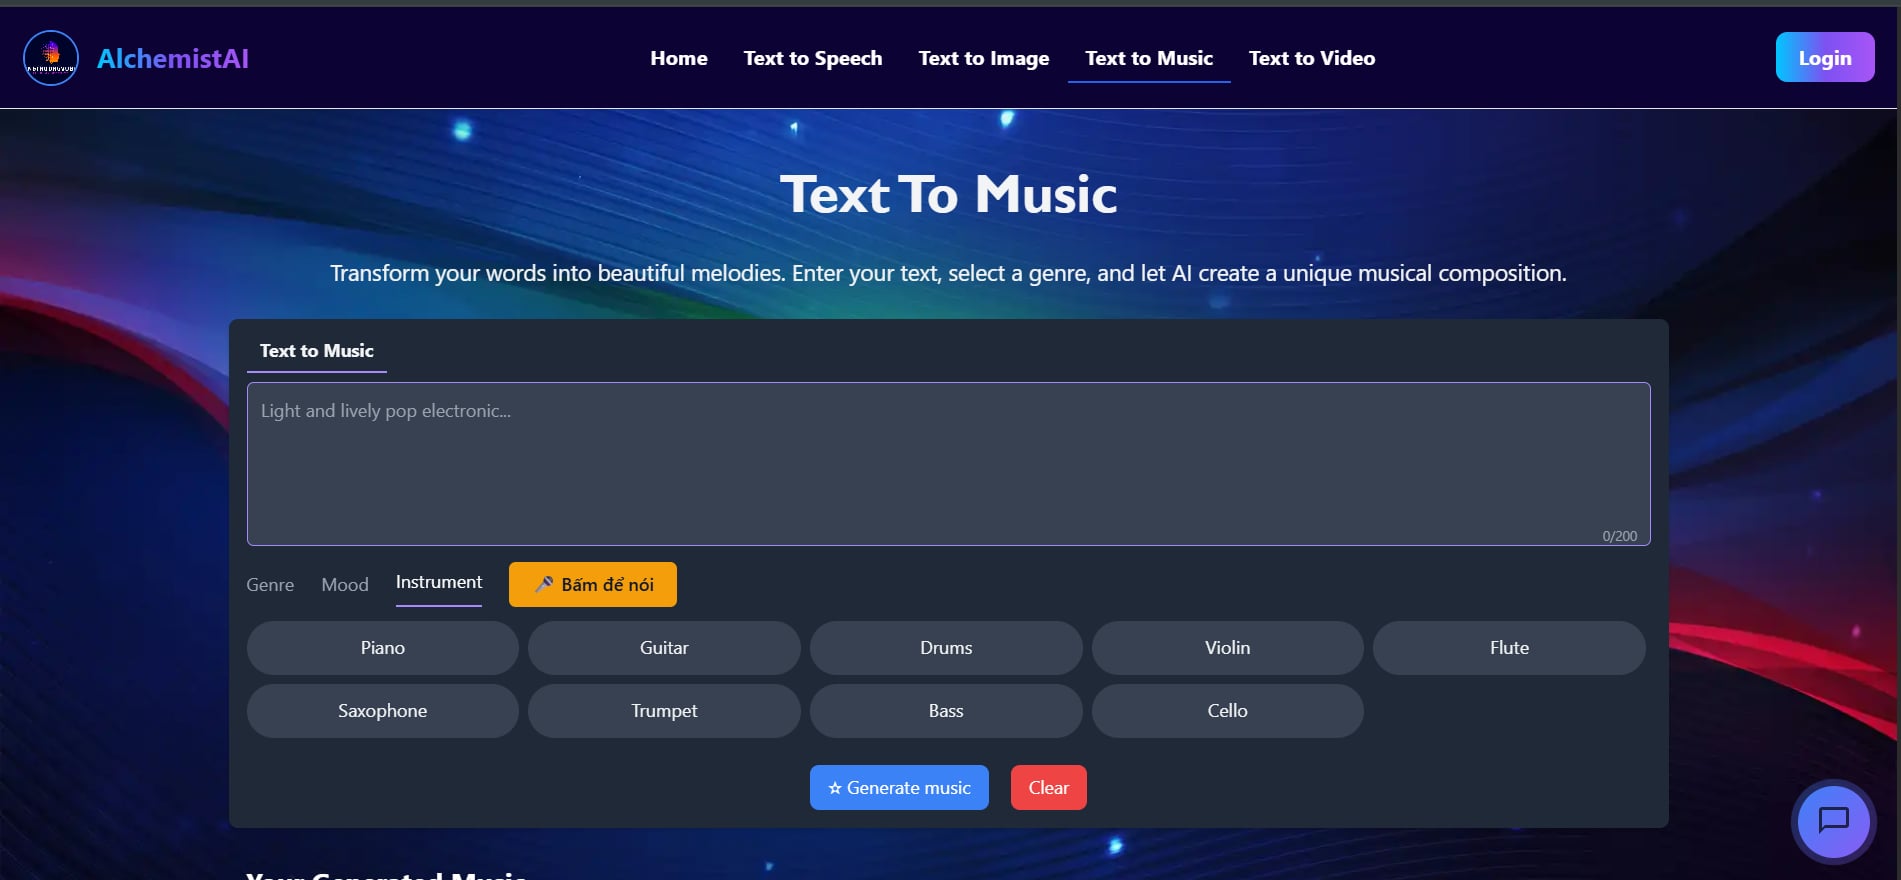 AlchemistAI
Home Text to Speech Text to Image Text to Music Text to Video
Login
Text To Music
Transform your words into beautiful melodies. Enter your text, select a genre, and let AI create a unique musical composition.
Text to Music
Light and lively pop electronic...
0/200
Genre Mood Instrument 🎤 Bấm để nói
Piano Guitar Drums Violin Flute
Saxophone Trumpet Bass Cello
☆ Generate music Clear
Your Generated Music